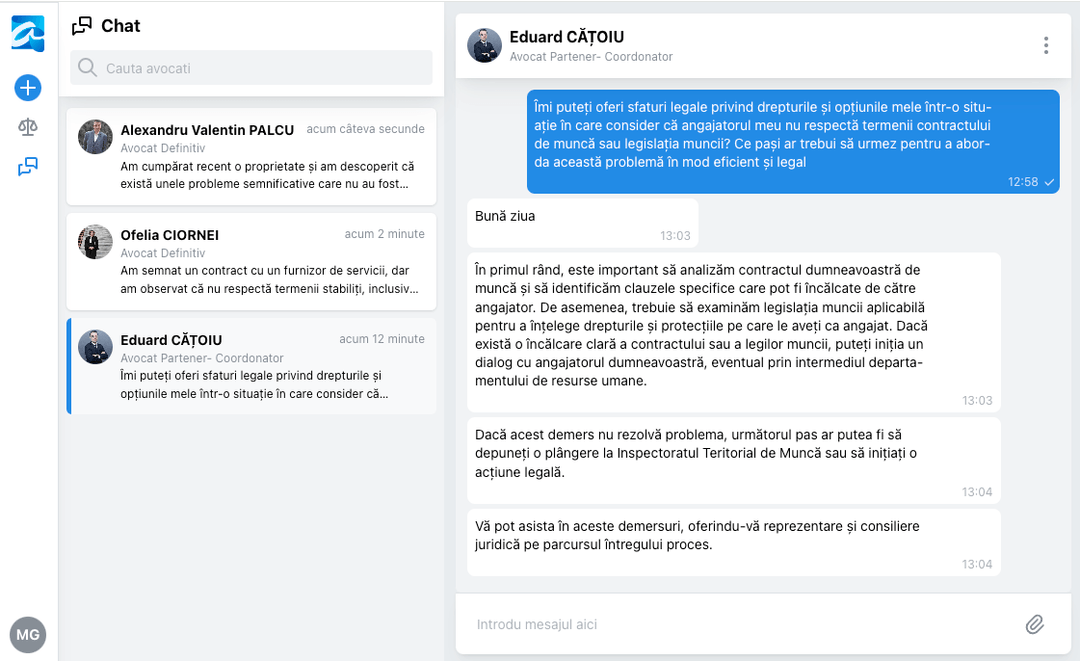 Chat
Cauta avocati
Alexandru Valentin PALCU
acum câteva secunde
Avocat Definitiv
Am cumpărat recent o proprietate și am descoperit că
există unele probleme semnificative care nu au fost...
Ofelia CIORNEI
acum 2 minute
Avocat Definitiv
Am semnat un contract cu un furnizor de servicii, dar
am observat că nu respectă termenii stabiliți, inclusiv...
Eduard CĂȚOIU
acum 12 minute
Avocat Partener- Coordonator
Îmi puteți oferi sfaturi legale privind drepturile și
opțiunile mele într-o situație în care consider că...
MG
Eduard CĂȚOIU
Avocat Partener- Coordonator
Îmi puteți oferi sfaturi legale privind drepturile și opțiunile mele într-o situ-
ație în care consider că angajatorul meu nu respectă termenii contractului
de muncă sau legislația muncii? Ce pași ar trebui să urmez pentru a abor-
da această problemă în mod eficient și legal
12:58
Bună ziua
13:03
În primul rând, este important să analizăm contractul dumneavoastră de
muncă și să identificăm clauzele specifice care pot fi încălcate de către
angajator. De asemenea, trebuie să examinăm legislația muncii aplicabilă
pentru a înțelege drepturile și protecțiile pe care le aveți ca angajat. Dacă
există o încălcare clară a contractului sau a legilor muncii, puteți iniția un
dialog cu angajatorul dumneavoastră, eventual prin intermediul departa-
mentului de resurse umane.
13:03
Dacă acest demers nu rezolvă problema, următorul pas ar putea fi să
depuneți o plângere la Inspectoratul Teritorial de Muncă sau să inițiați o
acțiune legală.
13:04
Vă pot asista în aceste demersuri, oferindu-vă reprezentare și consiliere
juridică pe parcursul întregului proces.
13:04
Introdu mesajul aici